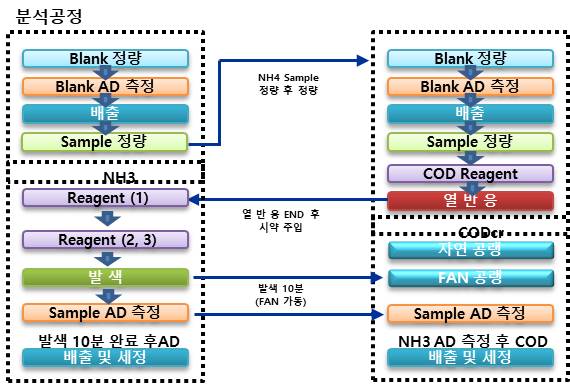 분석공정
Blank 정량
Blank AD 측정
배출
Sample 정량
NH3
Reagent (1)
Reagent (2, 3)
발 색
Sample AD 측정
발색 10분 완료 후AD
배출 및 세정
NH4 Sample
정량 후 정량
열 반 응 END 후
시약 주입
발색 10분
(FAN 가동)
Blank 정량
Blank AD 측정
배출
Sample 정량
COD Reagent
열 반 응
CODcr
자연 공랭
FAN 공랭
Sample AD 측정
NH3 AD 측정 후 COD
배출 및 세정